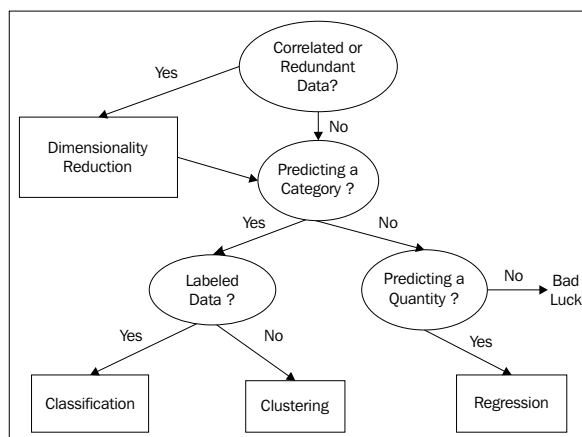 Correlated or
Redundant
Data?
Yes
No
Dimensionality
Reduction
Predicting a
Category ?
Yes
No
Labeled
Data ?
Predicting a
Quantity ?
No
Bad
Luck
Yes
No
Yes
Classification
Clustering
Regression